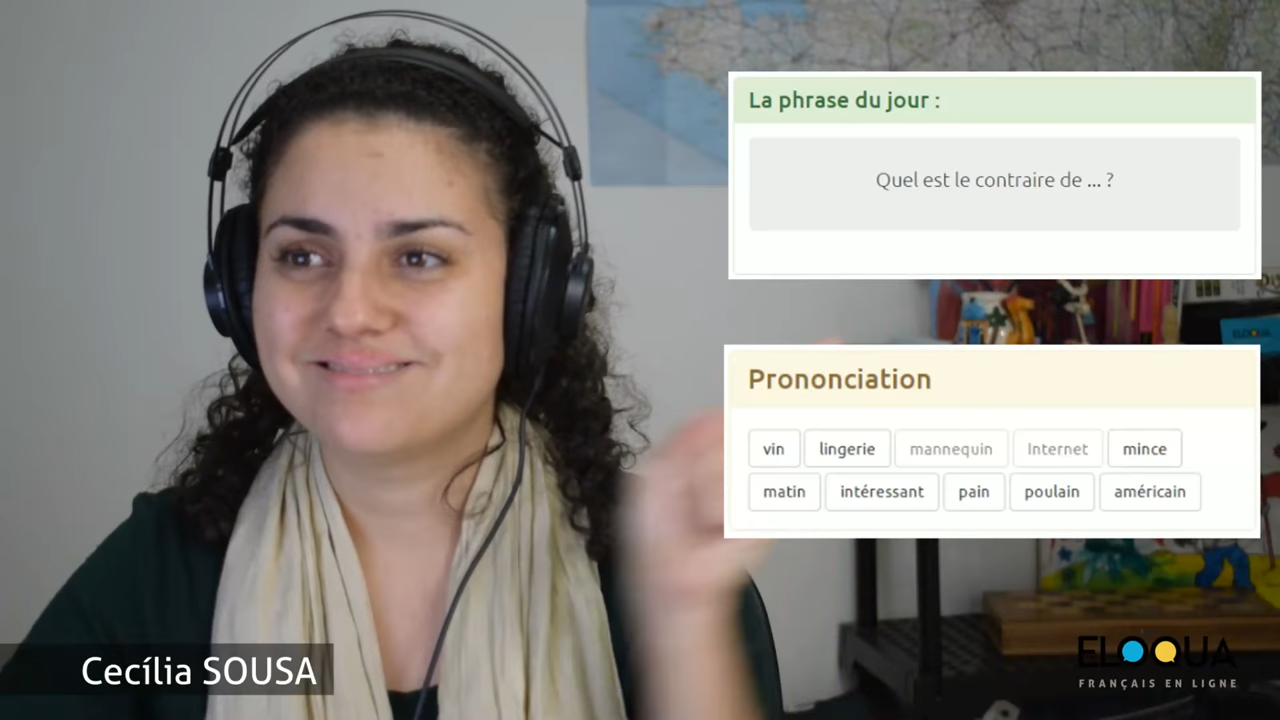 La phrase du jour :
Quel est le contraire de ... ?
Prononciation
vin lingerie mannequin Internet mince
matin intéressant pain poulain américain
Cecília SOUSA
ELOQUA
FRANÇAIS EN LIGNE